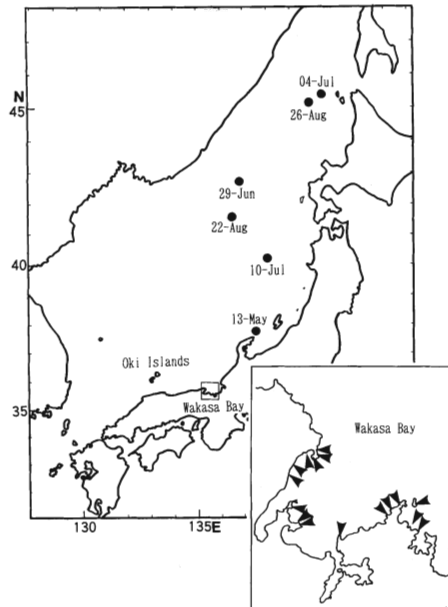 N
45
04-Jul
26-Aug
29-Jun
22-Aug
40
10-Jul
13-May
Oki Islands
35
Wakasa Bay
Wakasa Bay
130
135E